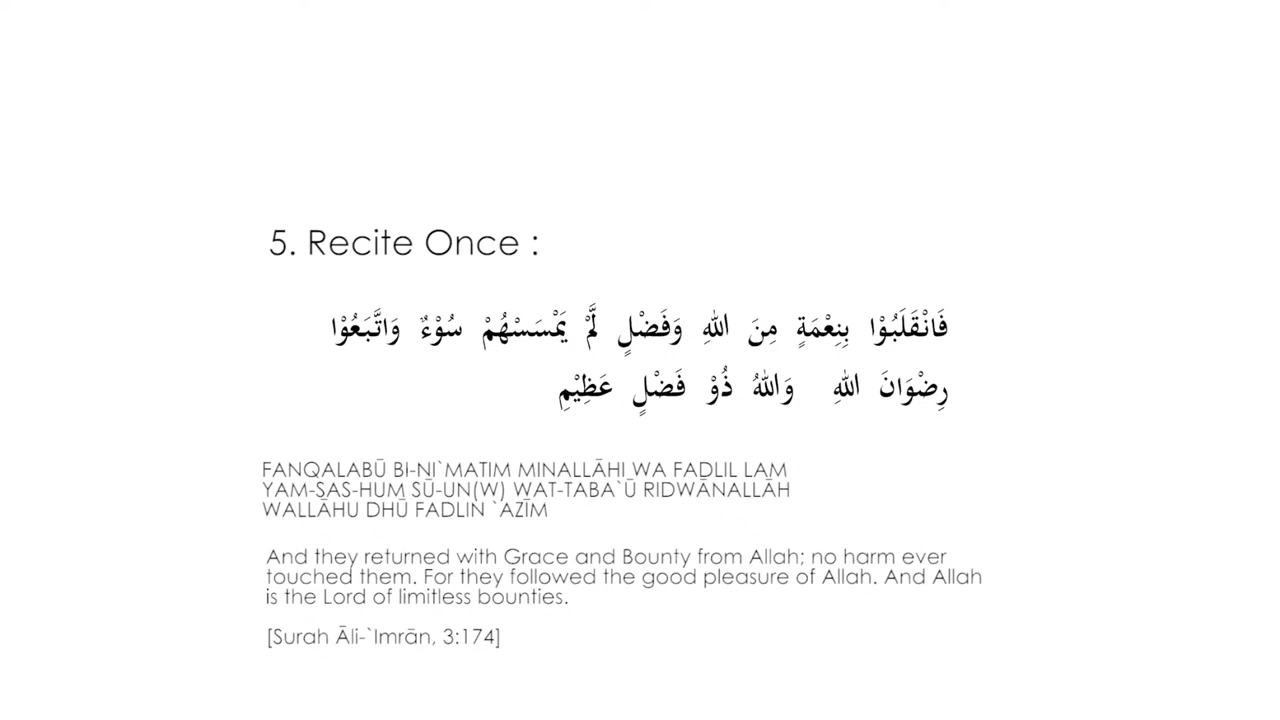 5. Recite Once :
فَانْقَلَبُوْا بِنِعْمَةٍ مِنَ اللهِ وَفَضْلٍ لَّمْ يَمْسَسْهُمْ سُوْءٌ وَاتَّبَعُوْا
رِضْوَانَ اللهِ وَاللهُ ذُوْ فَضْلٍ عَظِيْمِ
FANQALABŪ BI-NI`MATIM MINALLĀHI WA FADLIL LAM
YAM-SAS-HUM SŪ-UN(W) WAT-TABA`Ū RIDWĀNALLĀH
WALLĀHU DHŪ FADLIN `AZĪM
And they returned with Grace and Bounty from Allah; no harm ever
touched them. For they followed the good pleasure of Allah. And Allah
is the Lord of limitless bounties.
[Surah Āli-`Imrān, 3:174]